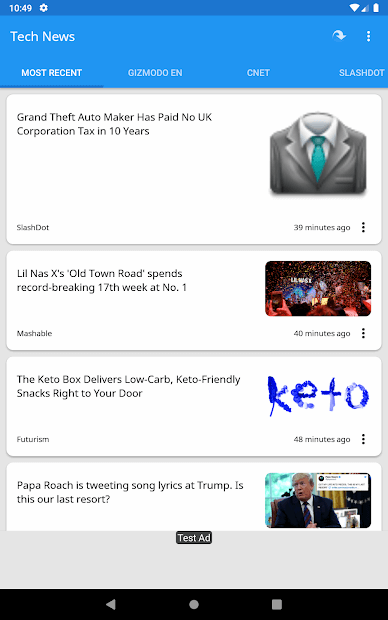 10:49
Tech News
MOST RECENT
GIZMODO EN
CNET
SLASHDOT
Grand Theft Auto Maker Has Paid No UK
Corporation Tax in 10 Years
SlashDot
39 minutes ago
Lil Nas X's 'Old Town Road' spends
record-breaking 17th week at No. 1
LIL NAS X
Mashable
40 minutes ago
The Keto Box Delivers Low-Carb, Keto-Friendly
Snacks Right to Your Door
keto
Futurism
48 minutes ago
Papa Roach is tweeting song lyrics at Trump. Is
this our last resort?
Test Ad